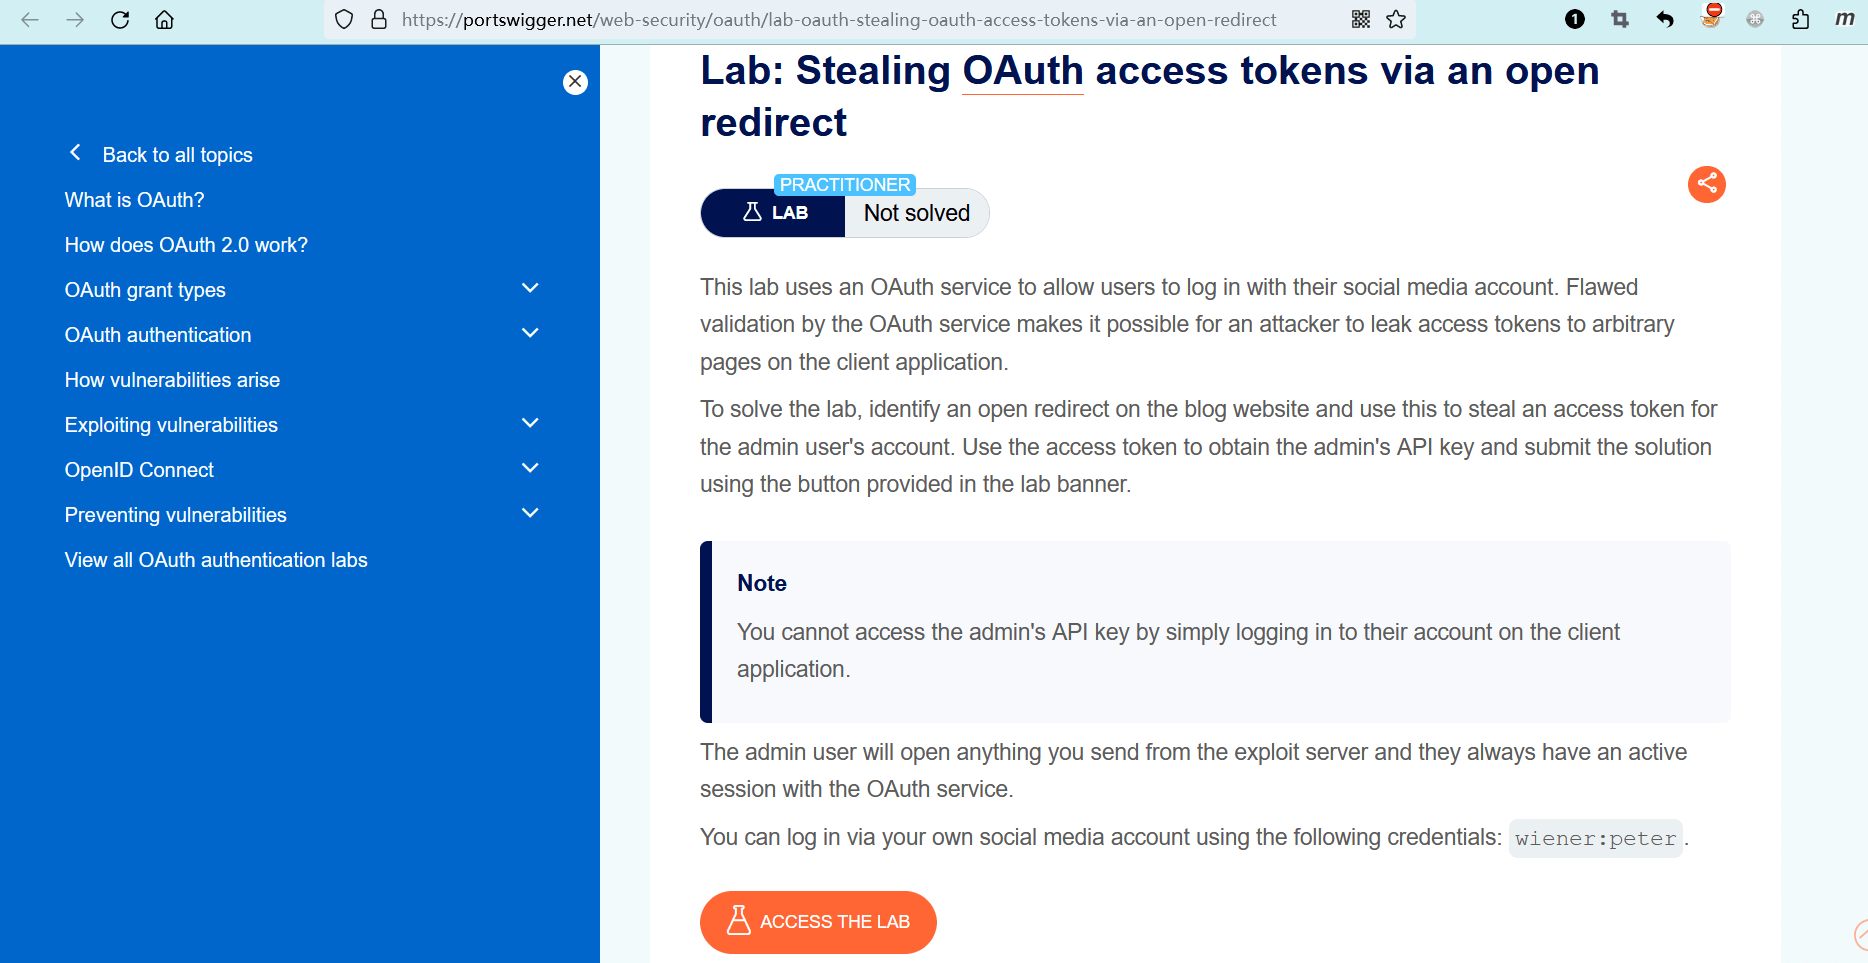 https://portswigger.net/web-security/oauth/lab-oauth-stealing-oauth-access-tokens-via-an-open-redirect
1
m
Back to all topics
What is OAuth?
How does OAuth 2.0 work?
OAuth grant types
OAuth authentication
How vulnerabilities arise
Exploiting vulnerabilities
OpenID Connect
Preventing vulnerabilities
View all OAuth authentication labs
Lab: Stealing OAuth access tokens via an open
redirect
PRACTITIONER
LAB Not solved
This lab uses an OAuth service to allow users to log in with their social media account. Flawed
validation by the OAuth service makes it possible for an attacker to leak access tokens to arbitrary
pages on the client application.
To solve the lab, identify an open redirect on the blog website and use this to steal an access token for
the admin user's account. Use the access token to obtain the admin's API key and submit the solution
using the button provided in the lab banner.
Note
You cannot access the admin's API key by simply logging in to their account on the client
application.
The admin user will open anything you send from the exploit server and they always have an active
session with the OAuth service.
You can log in via your own social media account using the following credentials: wiener:peter.
ACCESS THE LAB